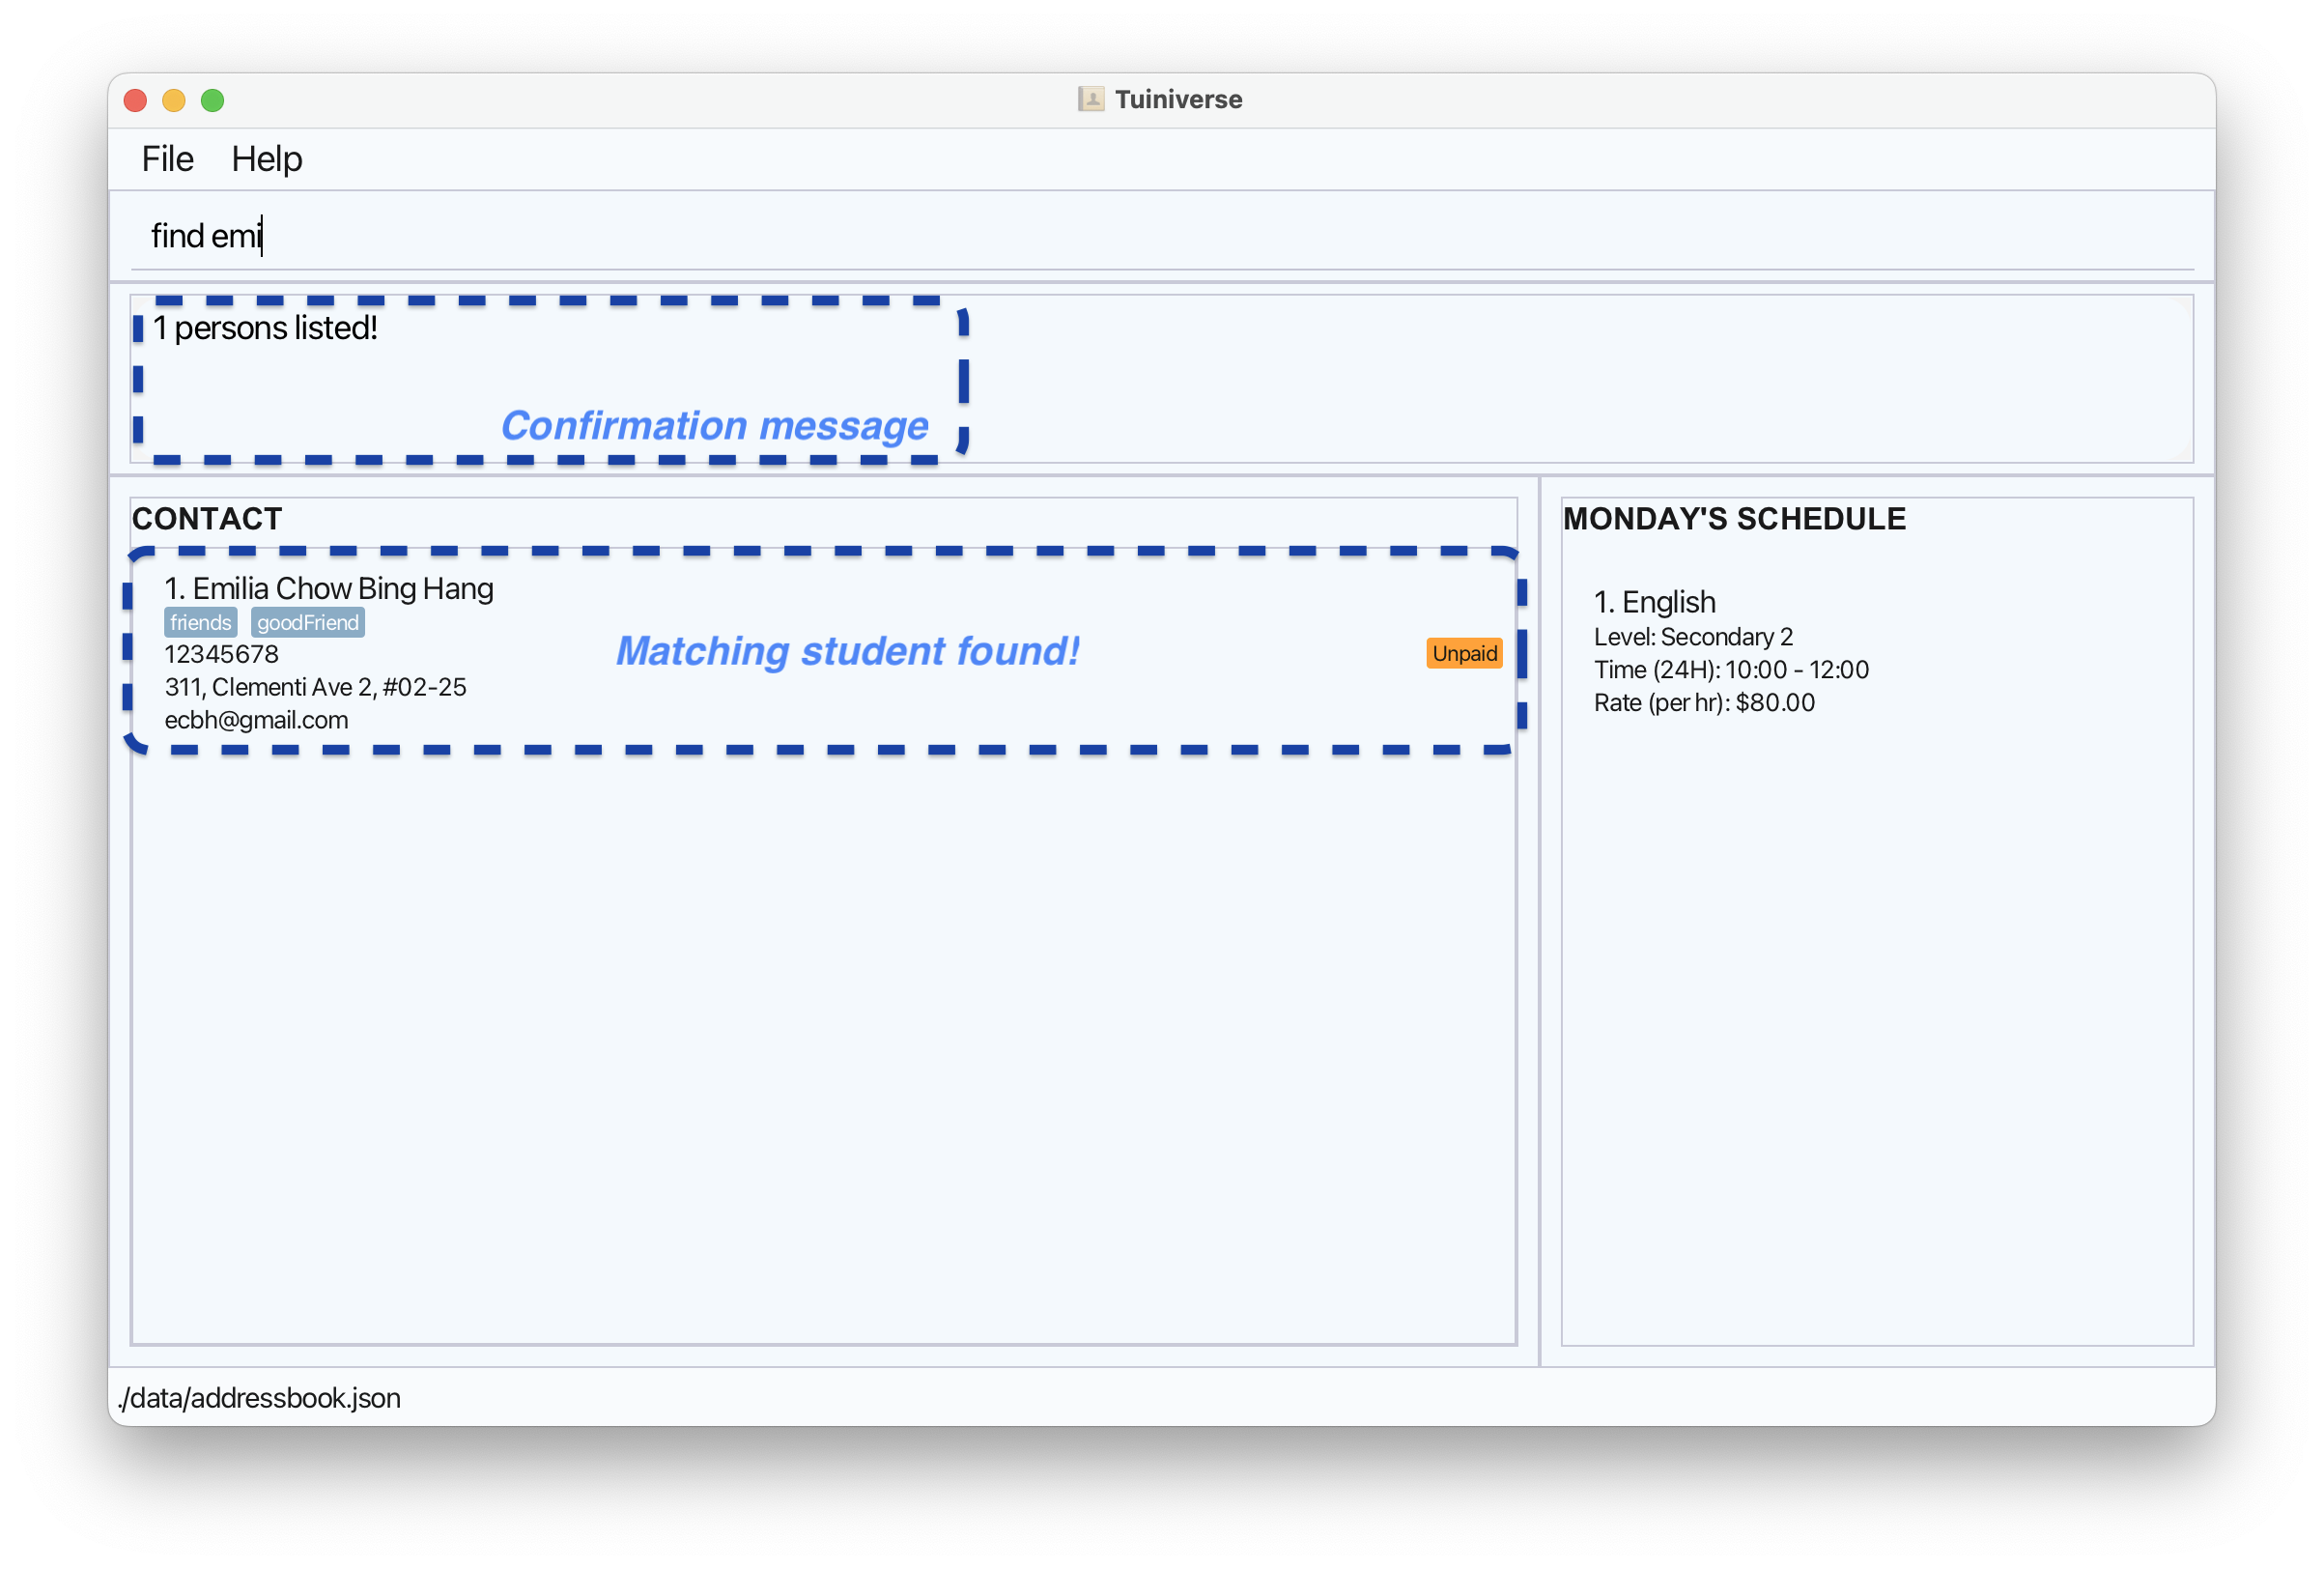 Tuiniverse
File Help
find emi
1 persons listed!
Confirmation message
CONTACT
1. Emilia Chow Bing Hang
friends goodFriend
12345678
311, Clementi Ave 2, #02-25
ecbh@gmail.com
Matching student found!
Unpaid
MONDAY'S SCHEDULE
1. English
Level: Secondary 2
Time (24H): 10:00 - 12:00
Rate (per hr): $80.00
./data/addressbook.json